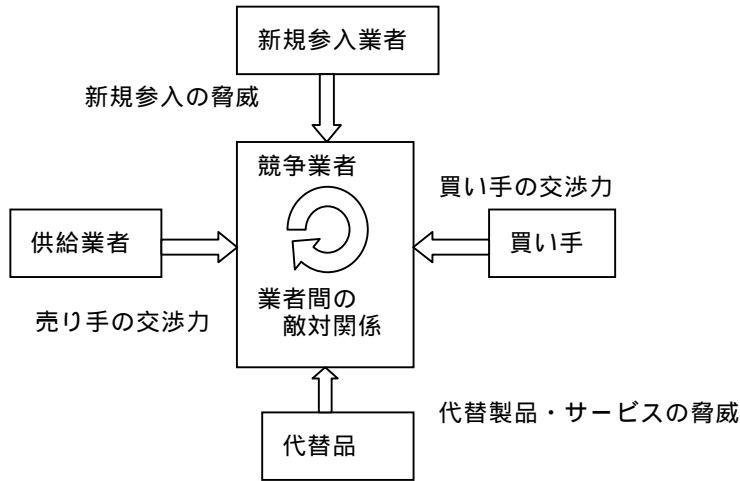 新規参入業者
新規参入の脅威
競争業者
買い手の交渉力
供給業者
買い手
業者間の
敵対関係
売り手の交渉力
代替製品・サービスの脅威
代替品